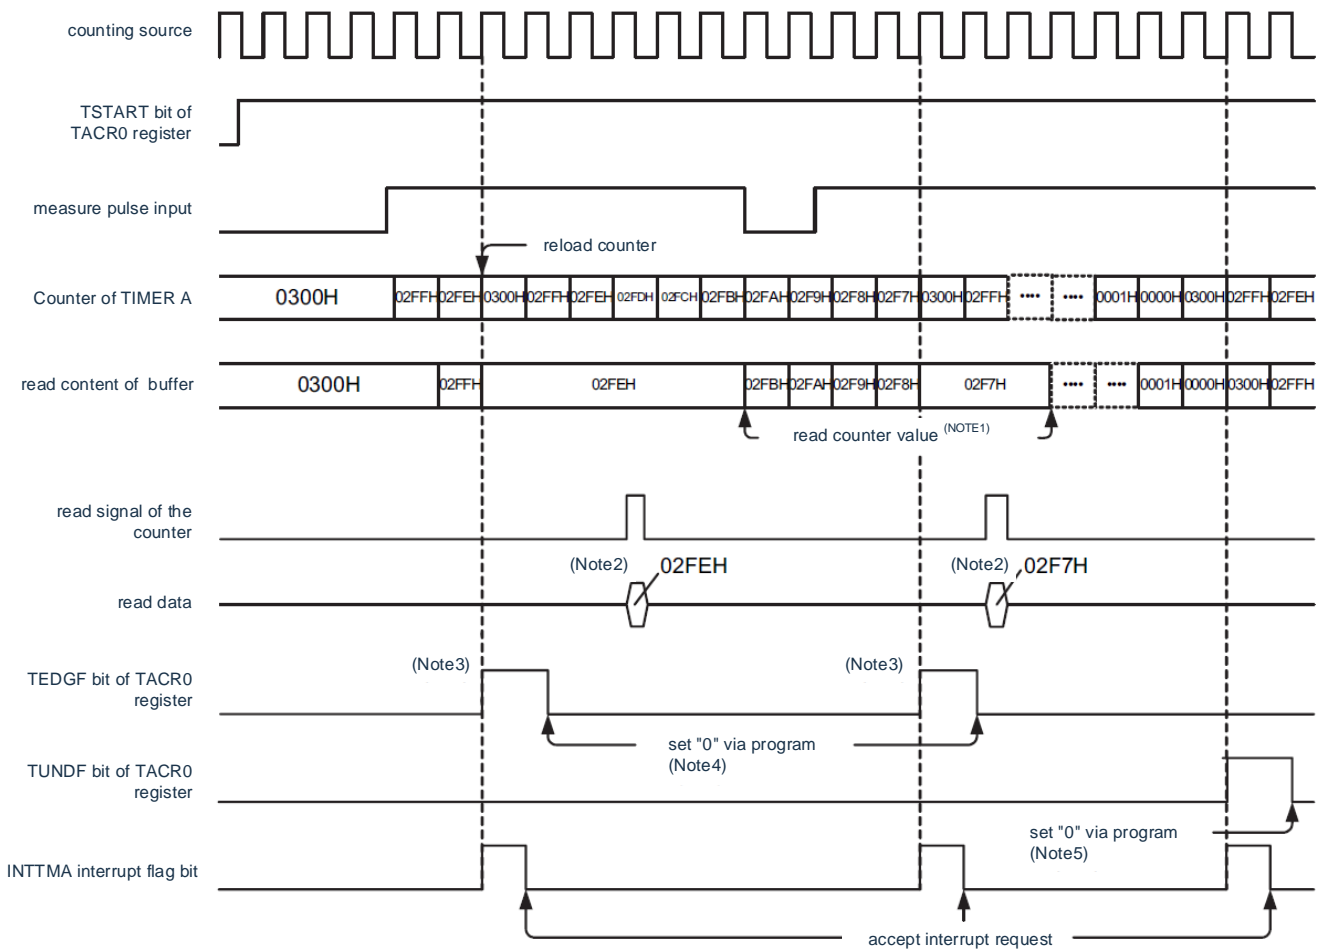 counting source
TSTART bit of
TACR0 register
measure pulse input
reload counter
Counter of TIMER A
0300H 02FFH 02FEH 0300H 02FFH 02FEH 02FDH 02FCH 02FBH 02FAH 02F9H 02F8H 02F7H 0300H 02FFH •••• •••• 0001H 0000H 0300H 02FFH 02FEH
read content of buffer
0300H 02FFH 02FEH 02FBH 02FAH 02F9H 02F8H 02F7H •••• •••• 0001H 0000H 0300H 02FFH
read counter value (NOTE1)
read signal of the
counter
(Note2) 02FEH (Note2) 02F7H
read data
(Note3) (Note3)
TEDGF bit of TACR0
register
set "0" via program
(Note4)
TUNDF bit of TACR0
register
set "0" via program
(Note5)
INTTMA interrupt flag bit
accept interrupt request